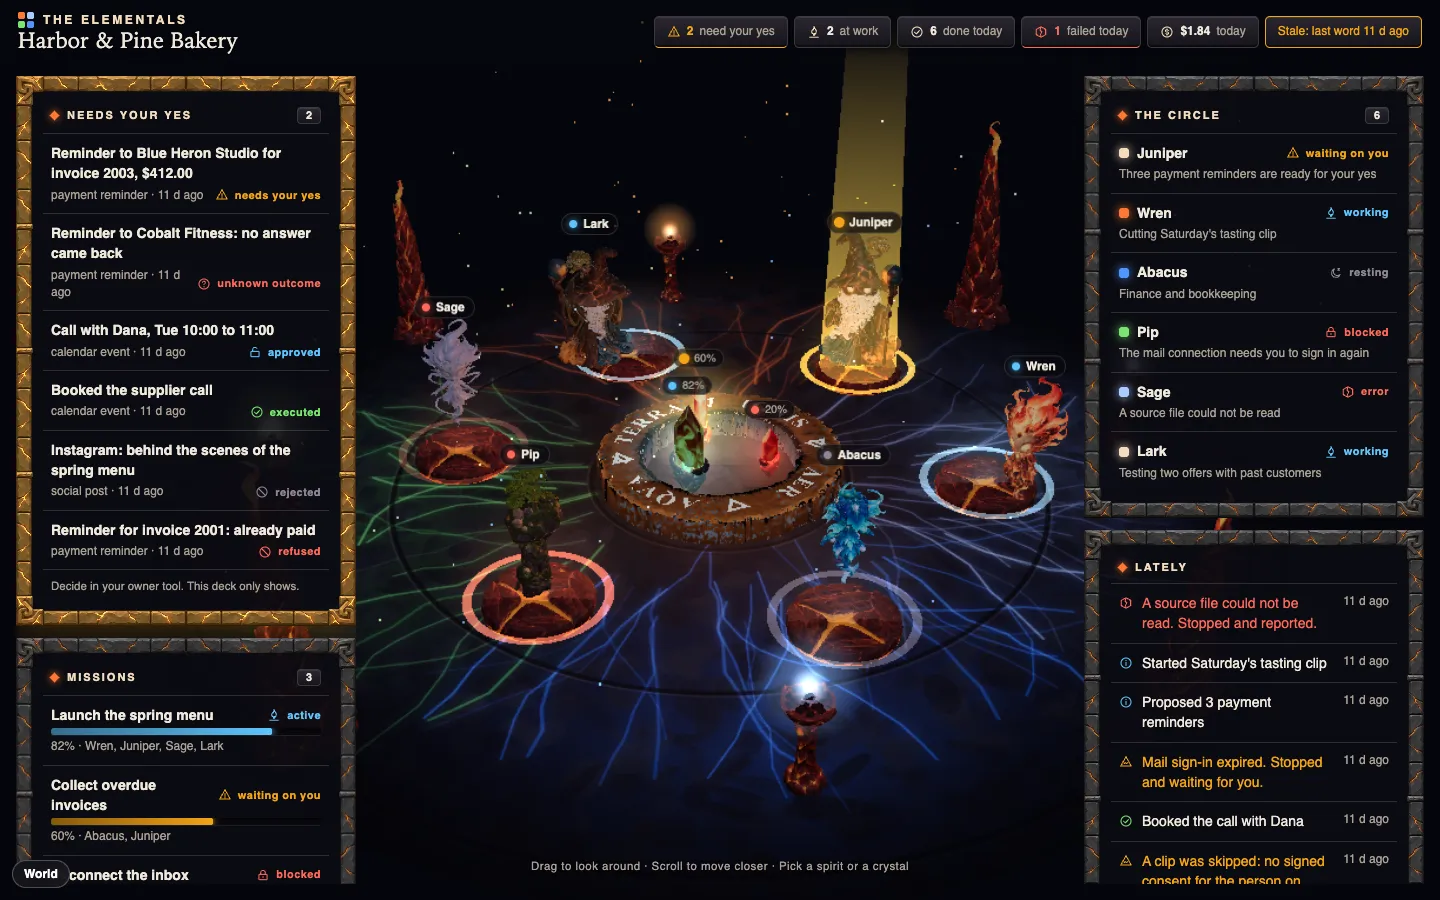 THE ELEMENTALS
Harbor & Pine Bakery
2 need your yes
2 at work
6 done today
1 failed today
$1.84 today
Stale: last word 11 d ago
NEEDS YOUR YES
2
Reminder to Blue Heron Studio for
invoice 2003, $412.00
payment reminder · 11 d ago
needs your yes
Reminder to Cobalt Fitness: no answer
came back
payment reminder · 11 d
ago
unknown outcome
Call with Dana, Tue 10:00 to 11:00
calendar event · 11 d ago
approved
Booked the supplier call
calendar event · 11 d ago
executed
Instagram: behind the scenes of the
spring menu
social post · 11 d ago
rejected
Reminder for invoice 2001: already paid
payment reminder · 11 d ago
refused
Decide in your owner tool. This deck only shows.
MISSIONS
3
Launch the spring menu
active
82% · Wren, Juniper, Sage, Lark
Collect overdue
invoices
waiting on you
60% · Abacus, Juniper
connect the inbox
blocked
World
Lark
Juniper
Sage
60%
82%
20%
Wren
Pip
Abacus
TERRA
AER
Drag to look around · Scroll to move closer · Pick a spirit or a crystal
THE CIRCLE
6
Juniper
waiting on you
Three payment reminders are ready for your yes
Wren
working
Cutting Saturday's tasting clip
Abacus
resting
Finance and bookkeeping
Pip
blocked
The mail connection needs you to sign in again
Sage
error
A source file could not be read
Lark
working
Testing two offers with past customers
LATELY
A source file could not be
read. Stopped and reported.
11 d ago
Started Saturday's tasting clip
11 d ago
Proposed 3 payment
reminders
11 d ago
Mail sign-in expired. Stopped
and waiting for you.
11 d ago
Booked the call with Dana
11 d ago
A clip was skipped: no signed
consent for the person on
11 d ago